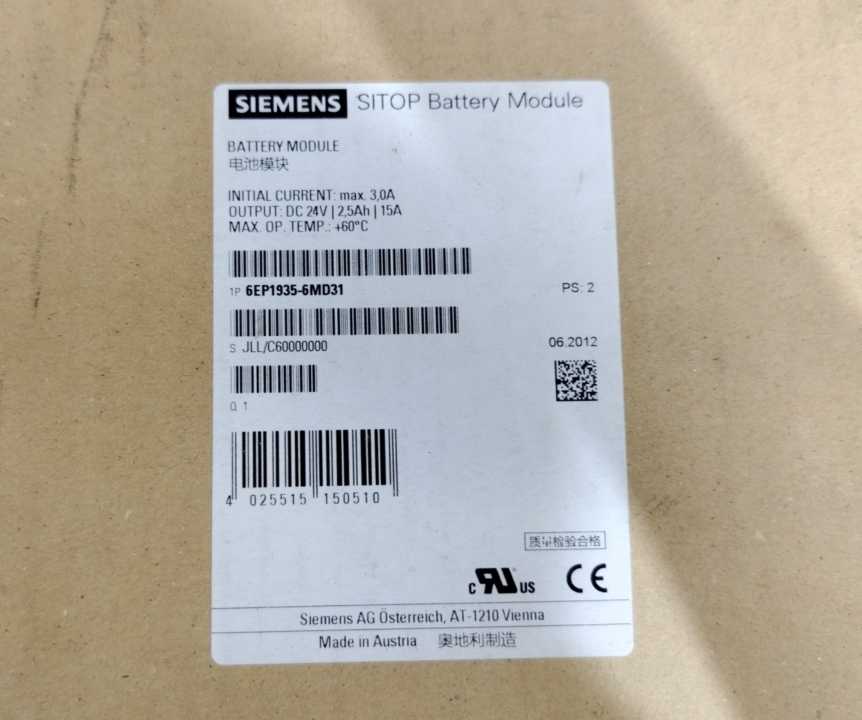 SIEMENS SITOP Battery Module
BATTERY MODULE
电池模块
INITIAL CURRENT: max. 3,0A
OUTPUT: DC 24V | 2,5Ah | 15A
MAX. OP. TEMP.: +60°C
1P 6EP1935-6MD31
PS: 2
S JLL/C60000000
06.2012
Q 1
4 025515 150510
质量检验合格
c RU US CE
Siemens AG Österreich, AT-1210 Vienna
Made in Austria 奥地利制造